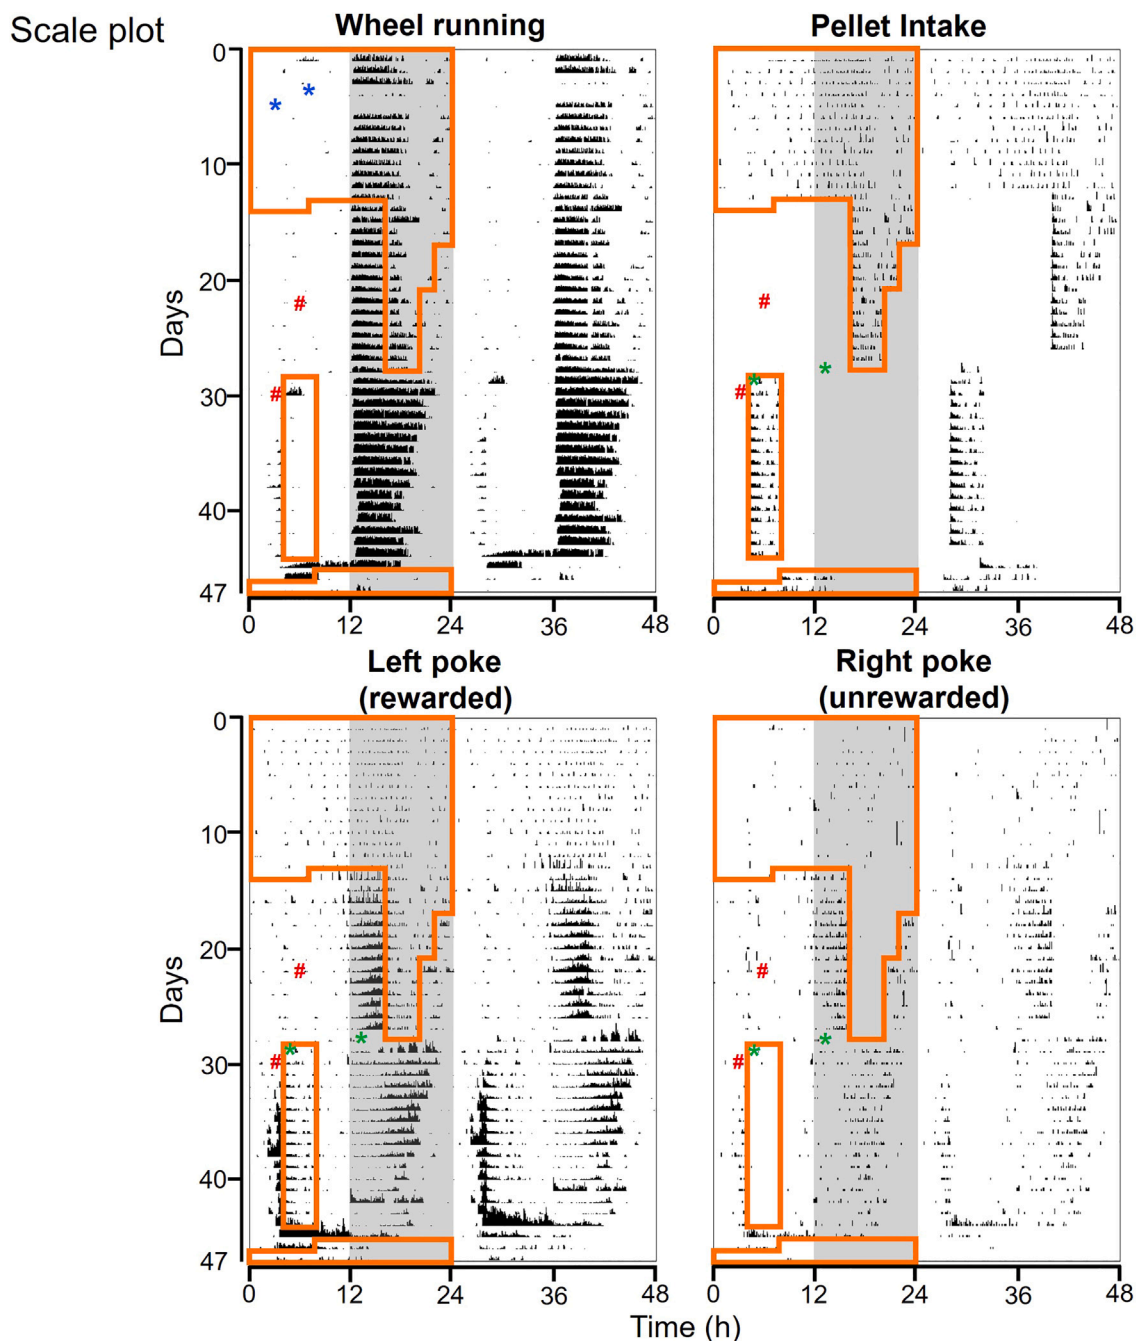 Scale plot
Wheel running
Pellet Intake
0
10
20
30
40
47
Days
* *
#
#
0 12 24 36 48
#
#
* *
0 12 24 36 48
Left poke
(rewarded)
Right poke
(unrewarded)
0
10
20
30
40
47
Days
#
#
* *
0 12 24 36 48
#
#
* *
0 12 24 36 48
Time (h)